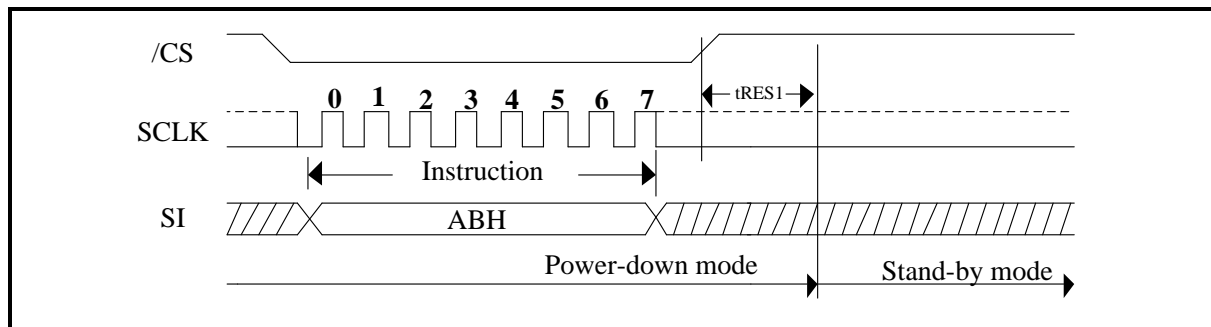 /CS
tRES1
0 1 2 3 4 5 6 7
SCLK
Instruction
SI
ABH
Power-down mode
Stand-by mode